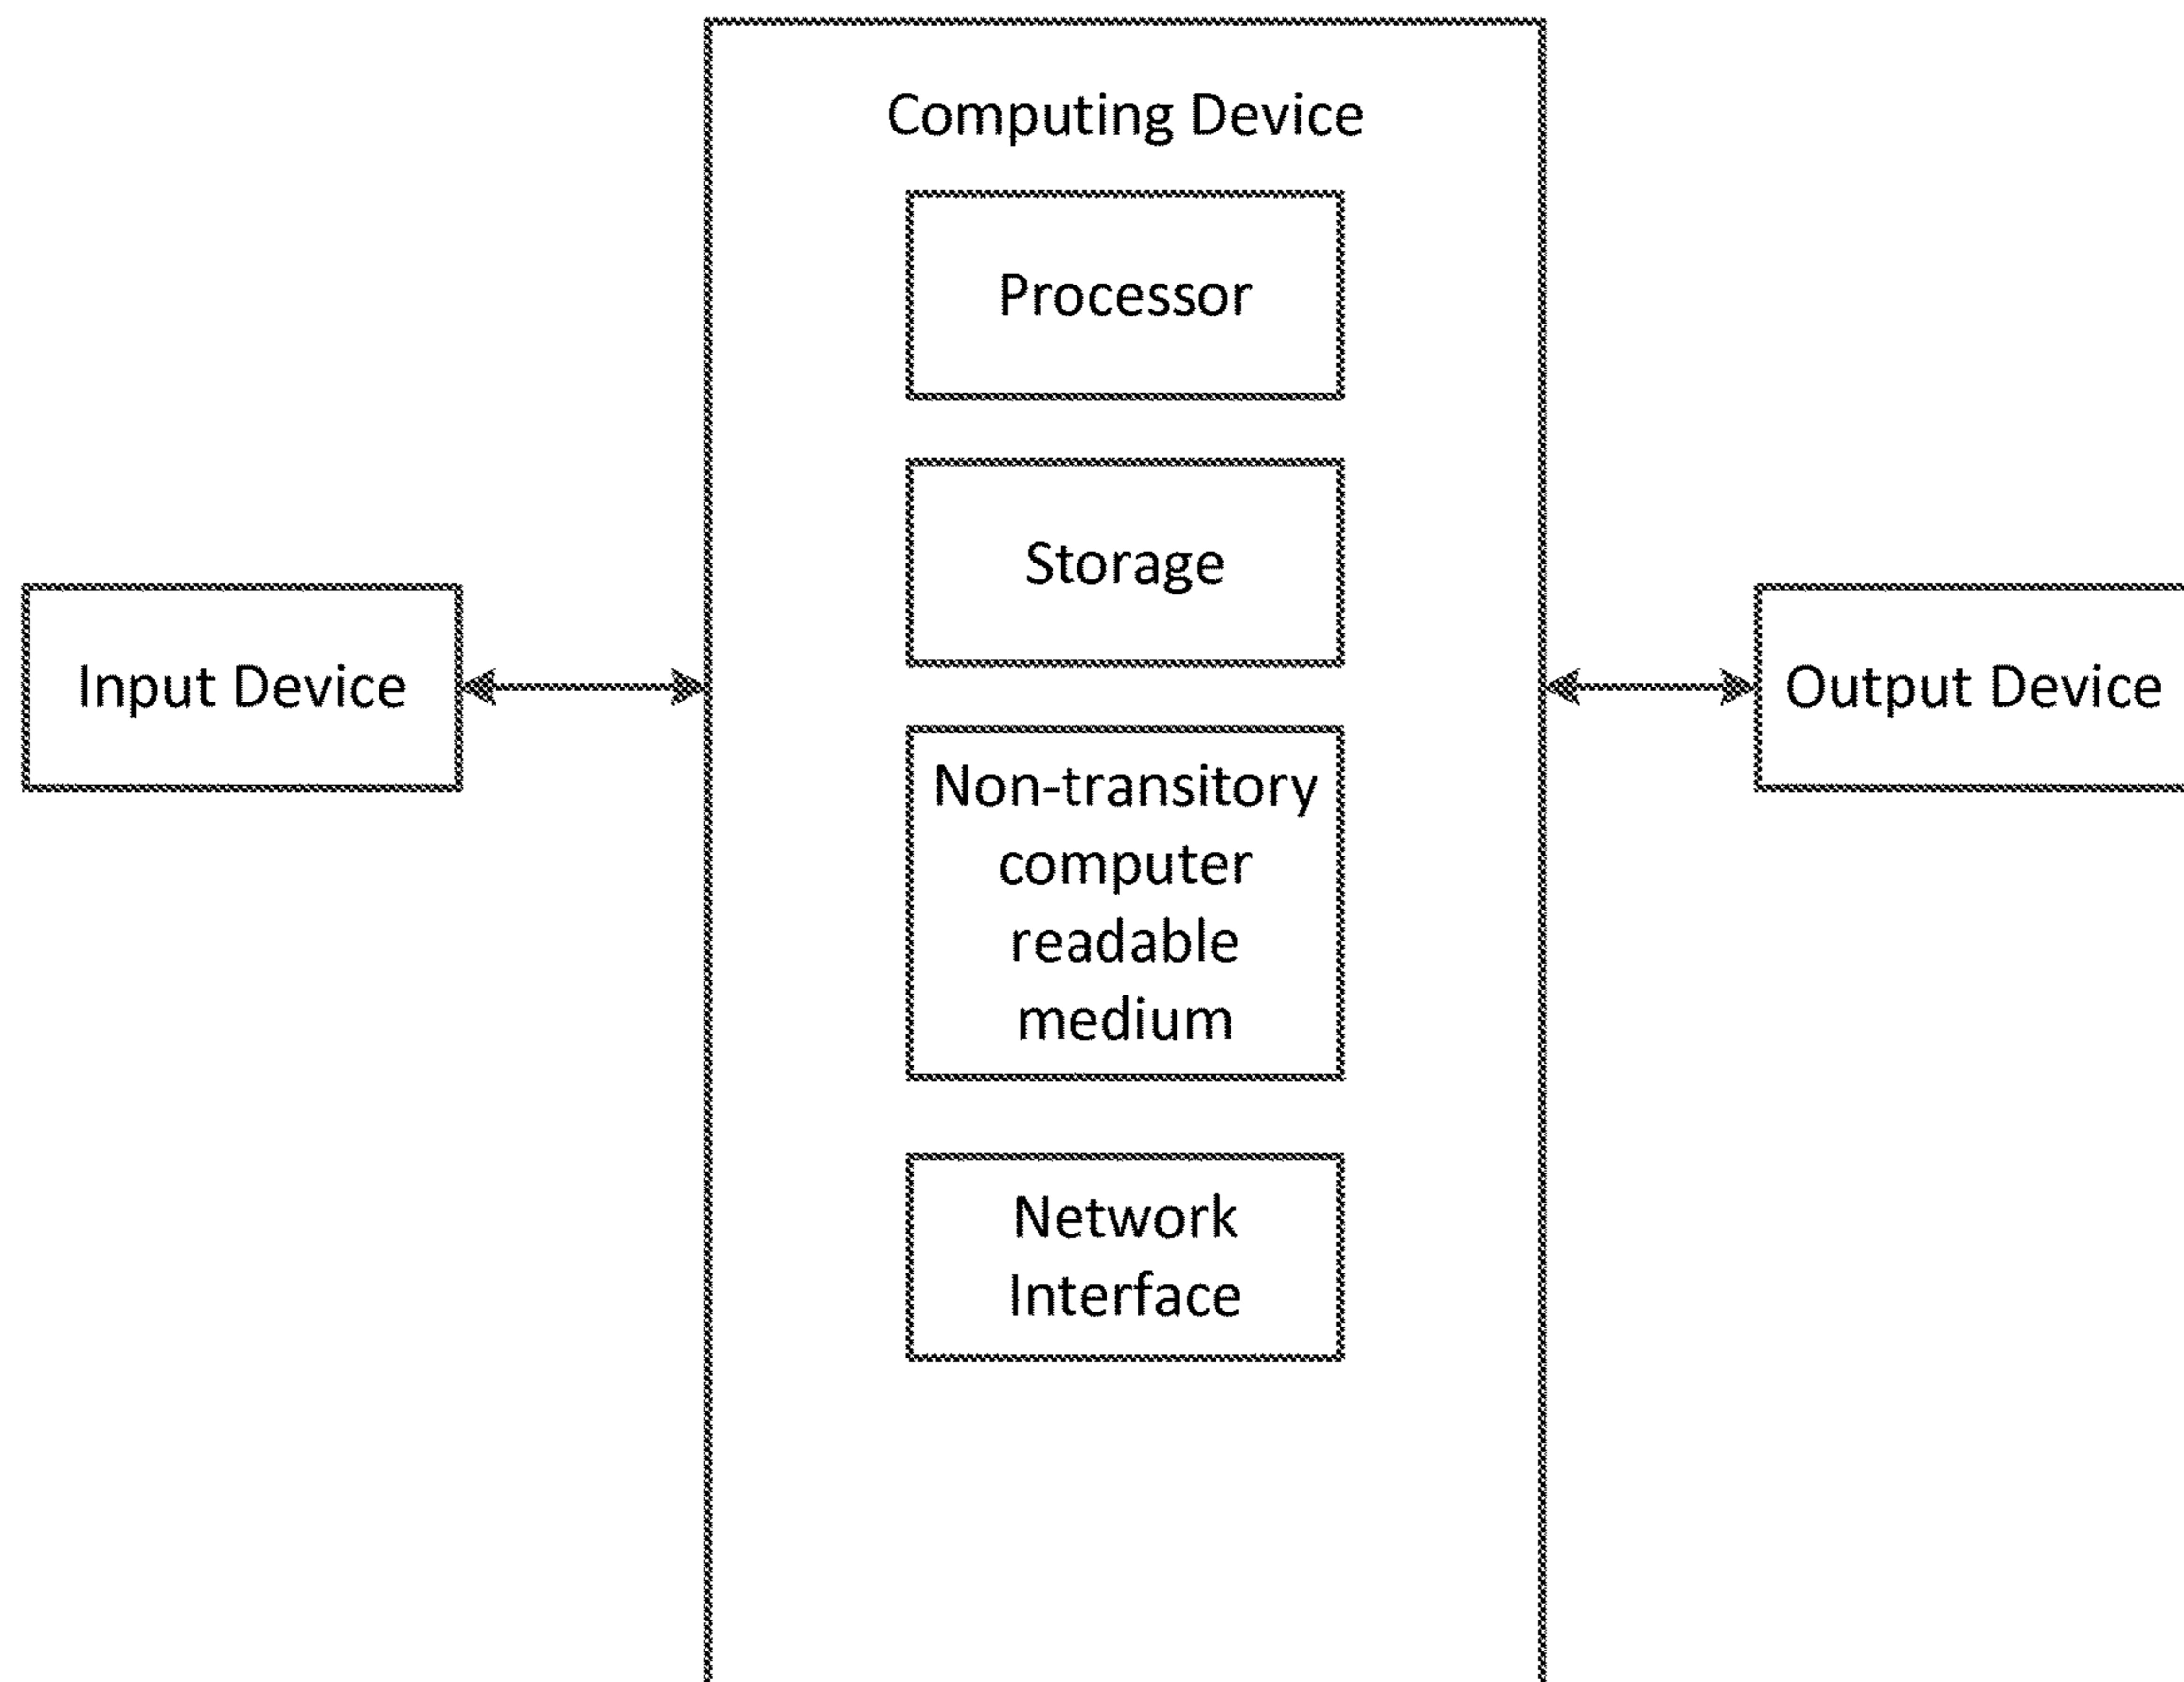 Computing Device
Processor
Storage
Input Device
Output Device
Non-transitory
computer
readable
medium
Network
Interface